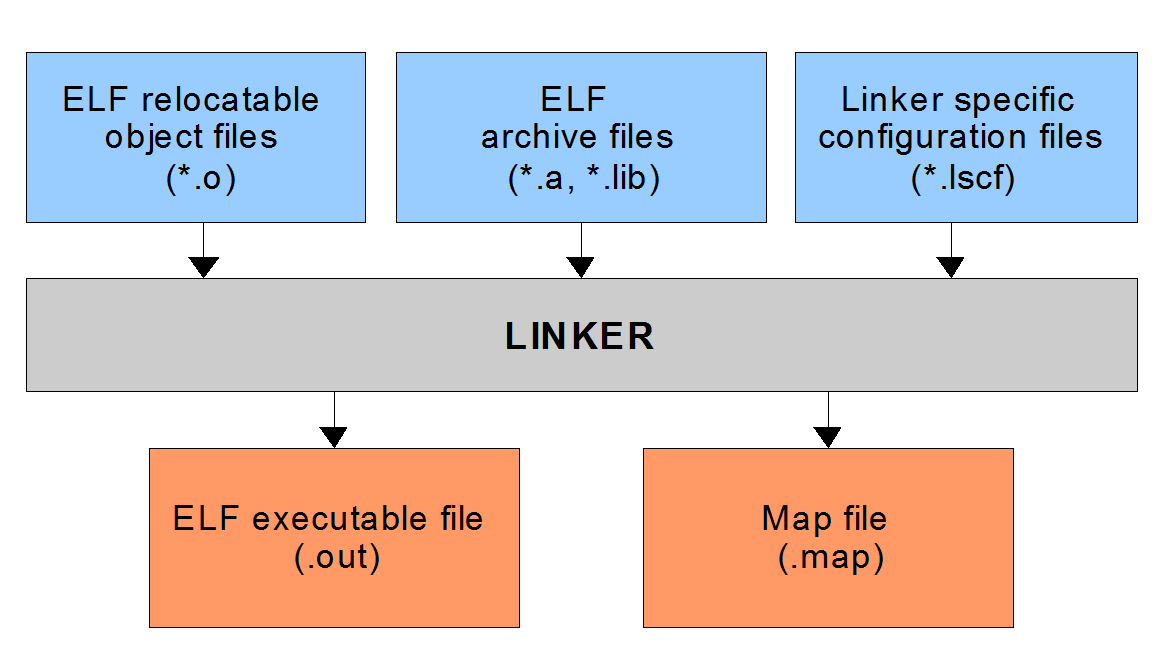 ELF relocatable
object files
(*.o)
ELF
archive files
(*.a, *.lib)
Linker specific
configuration files
(*.lscf)
LINKER
ELF executable file
(.out)
Map file
(.map)